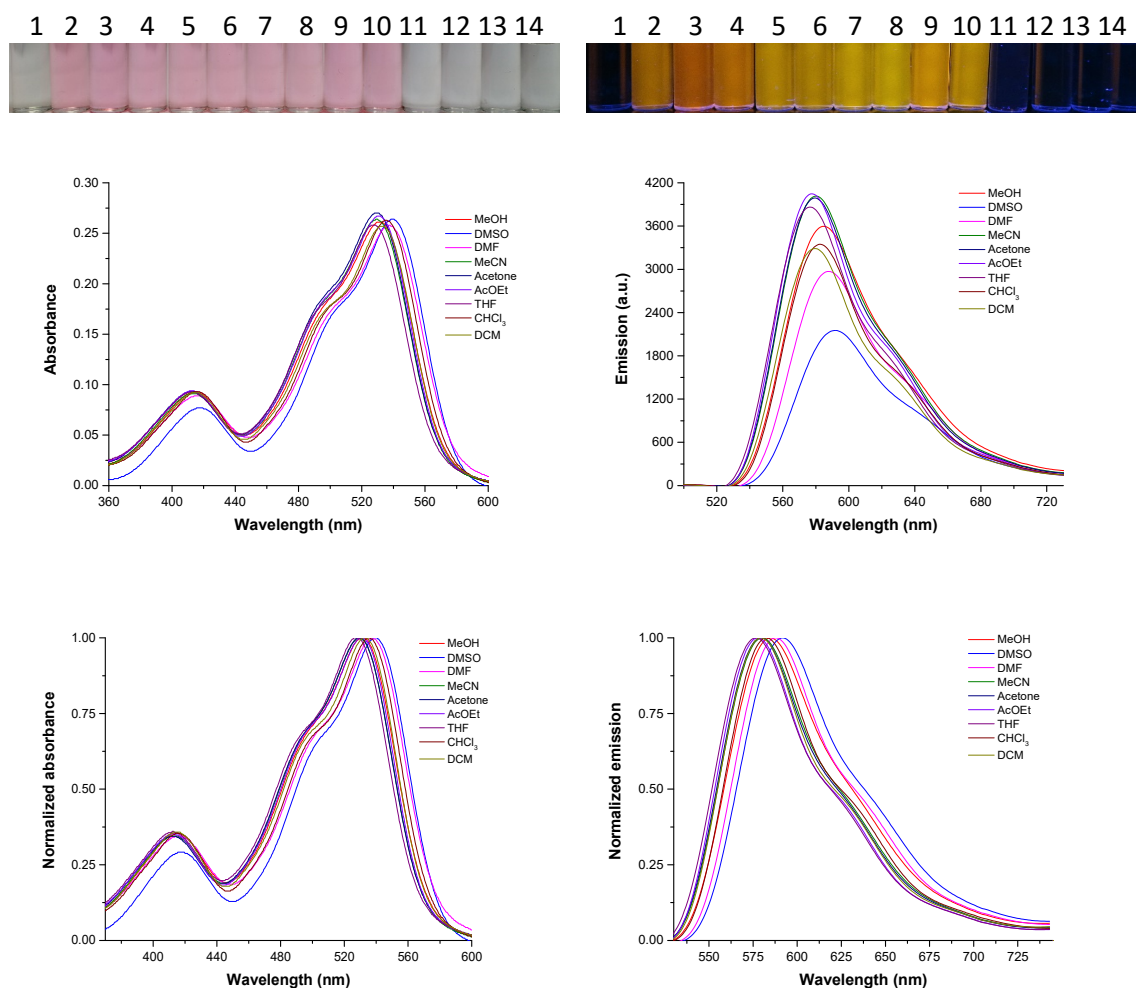 1 2 3 4 5 6 7 8 9 10 11 12 13 14
1 2 3 4 5 6 7 8 9 10 11 12 13 14
0.30
0.25
0.20
0.15
0.10
0.05
0.00
Absorbance
360 400 440 480 520 560 600
Wavelength (nm)
MeOH
DMSO
DMF
MeCN
Acetone
AcOEt
THF
CHCl₃
DCM
4200
3600
3000
2400
1800
1200
600
0
Emission (a.u.)
520 560 600 640 680 720
Wavelength (nm)
MeOH
DMSO
DMF
MeCN
Acetone
AcOEt
THF
CHCl₃
DCM
1.00
0.75
0.50
0.25
0.00
Normalized absorbance
400 440 480 520 560 600
Wavelength (nm)
MeOH
DMSO
DMF
MeCN
Acetone
AcOEt
THF
CHCl₃
DCM
1.00
0.75
0.50
0.25
0.00
Normalized emission
550 575 600 625 650 675 700 725
Wavelength (nm)
MeOH
DMSO
DMF
MeCN
Acetone
AcOEt
THF
CHCl₃
DCM